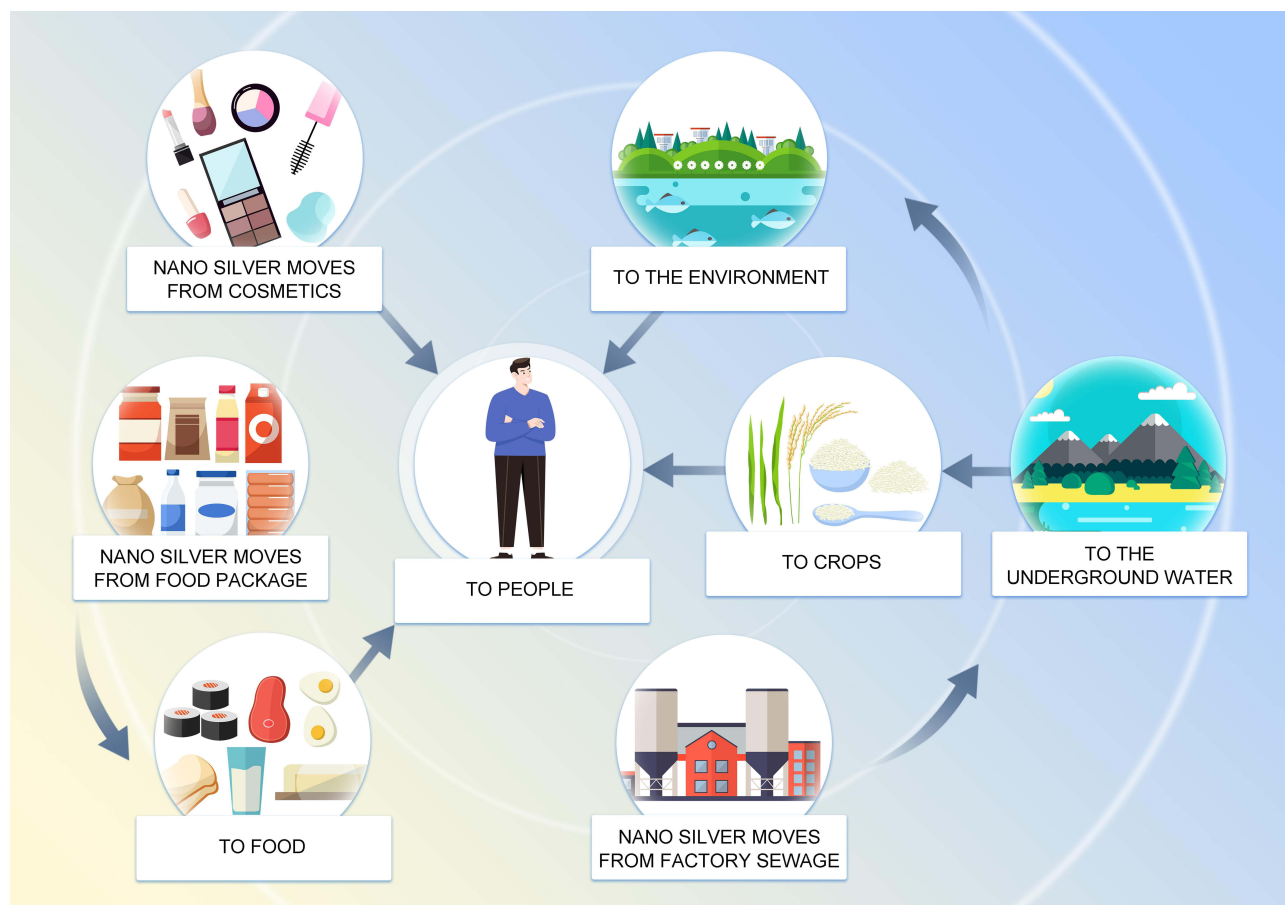 NANO SILVER MOVES
FROM COSMETICS
TO THE ENVIRONMENT
NANO SILVER MOVES
FROM FOOD PACKAGE
TO PEOPLE
TO CROPS
TO THE
UNDERGROUND WATER
TO FOOD
NANO SILVER MOVES
FROM FACTORY SEWAGE